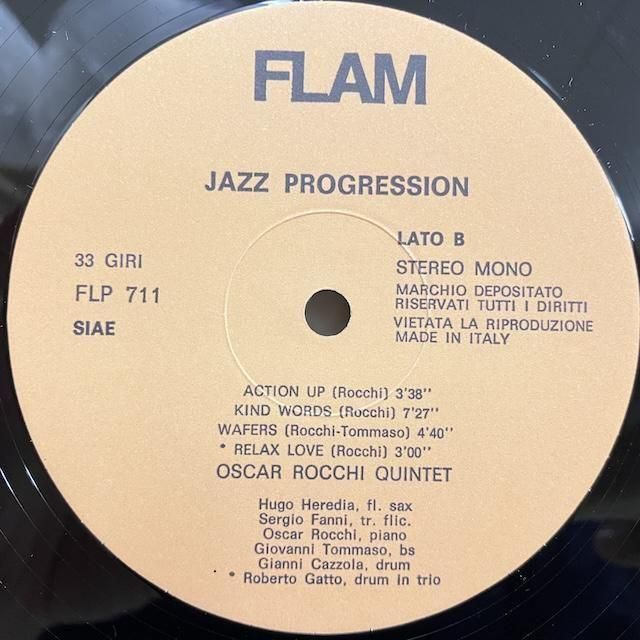 FLAM
JAZZ PROGRESSION
33 GIRI
FLP 711
SIAE
LATO B
STEREO MONO
MARCHIO DEPOSITATO
RISERVATI TUTTI I DIRITTI
VIETATA LA RIPRODUZIONE
MADE IN ITALY
ACTION UP (Rocchi) 3'38''
KIND WORDS (Rocchi) 7'27''
WAFERS (Rocchi-Tommaso) 4'40''
* RELAX LOVE (Rocchi) 3'00''
OSCAR ROCCHI QUINTET
Hugo Heredia, fl. sax
Sergio Fanni, tr. flic.
Oscar Rocchi, piano
Giovanni Tommaso, bs
Gianni Cazzola, drum
* Roberto Gatto, drum in trio